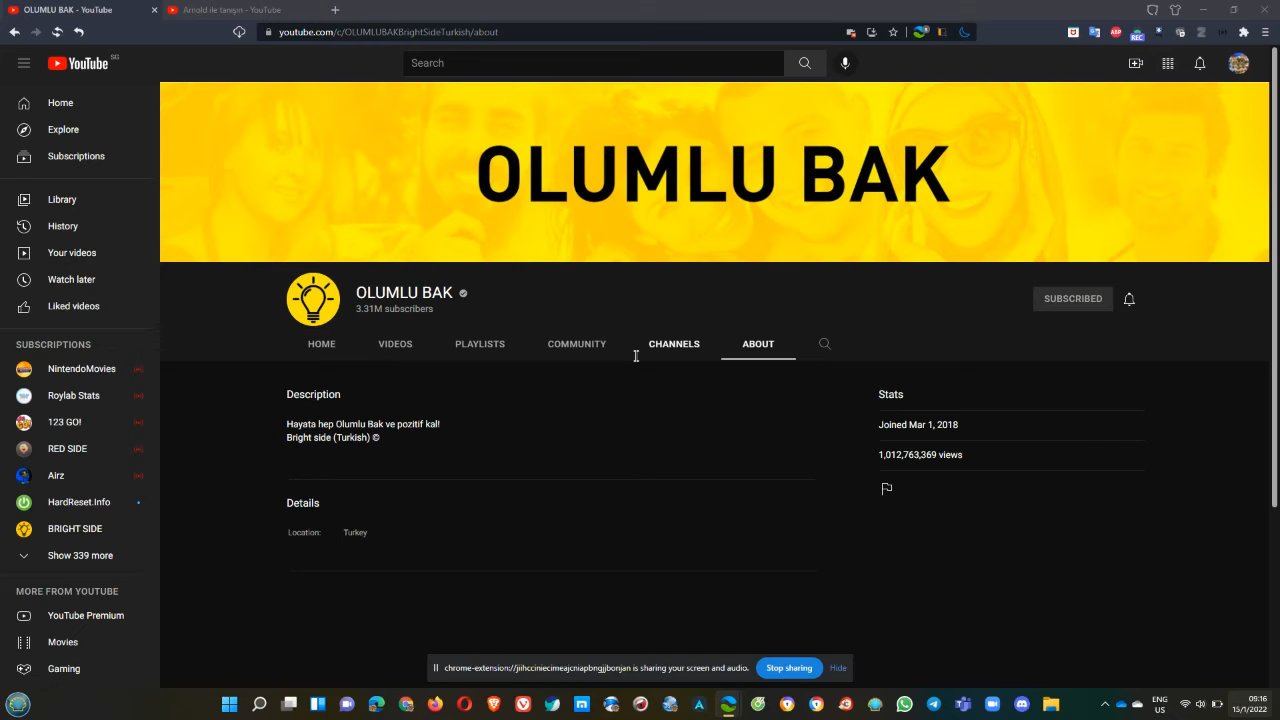 OLUMLU BAK - YouTube
Arnold ile tanışın - YouTube
youtube.com/c/OLUMLUBAKBrightSideTurkish/about
ABP
REC
YouTube SG
Search
Home
Explore
Subscriptions
Library
History
Your videos
Watch later
Liked videos
SUBSCRIPTIONS
NintendoMovies
Roylab Stats
123 GO!
RED SIDE
Airz
HardReset.Info
BRIGHT SIDE
Show 339 more
MORE FROM YOUTUBE
YouTube Premium
Movies
Gaming
OLUMLU BAK
OLUMLU BAK
3.31M subscribers
SUBSCRIBED
HOME
VIDEOS
PLAYLISTS
COMMUNITY
CHANNELS
ABOUT
Description
Hayata hep Olumlu Bak ve pozitif kal!
Bright side (Turkish) ©
Details
Location:
Turkey
Stats
Joined Mar 1, 2018
1,012,763,369 views
chrome-extension://jiihcciniecimeajcniapbngjjbonjan is sharing your screen and audio.
Stop sharing
Hide
ENG
US
09:16
15/1/2022